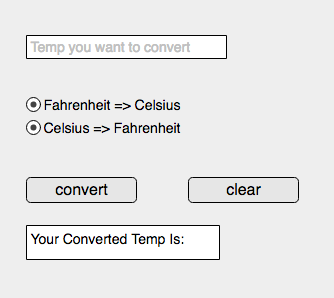 Temp you want to convert
Fahrenheit => Celsius
Celsius => Fahrenheit
convert
clear
Your Converted Temp Is: